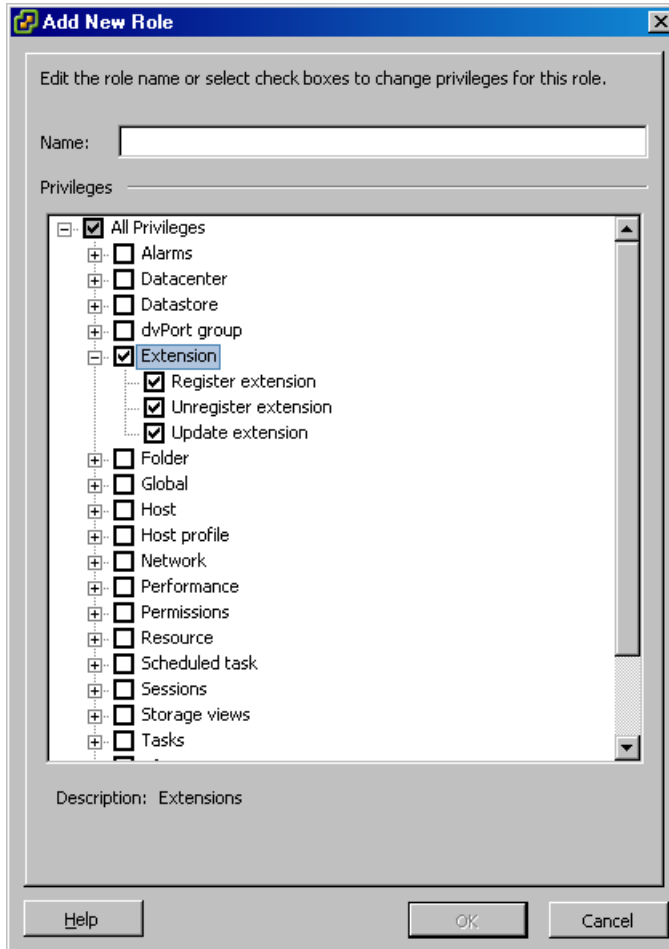 Add New Role
Edit the role name or select check boxes to change privileges for this role.
Name:
Privileges
All Privileges
Alarms
Datacenter
Datastore
dvPort group
Extension
Register extension
Unregister extension
Update extension
Folder
Global
Host
Host profile
Network
Performance
Permissions
Resource
Scheduled task
Sessions
Storage views
Tasks
Description: Extensions
Help
OK
Cancel